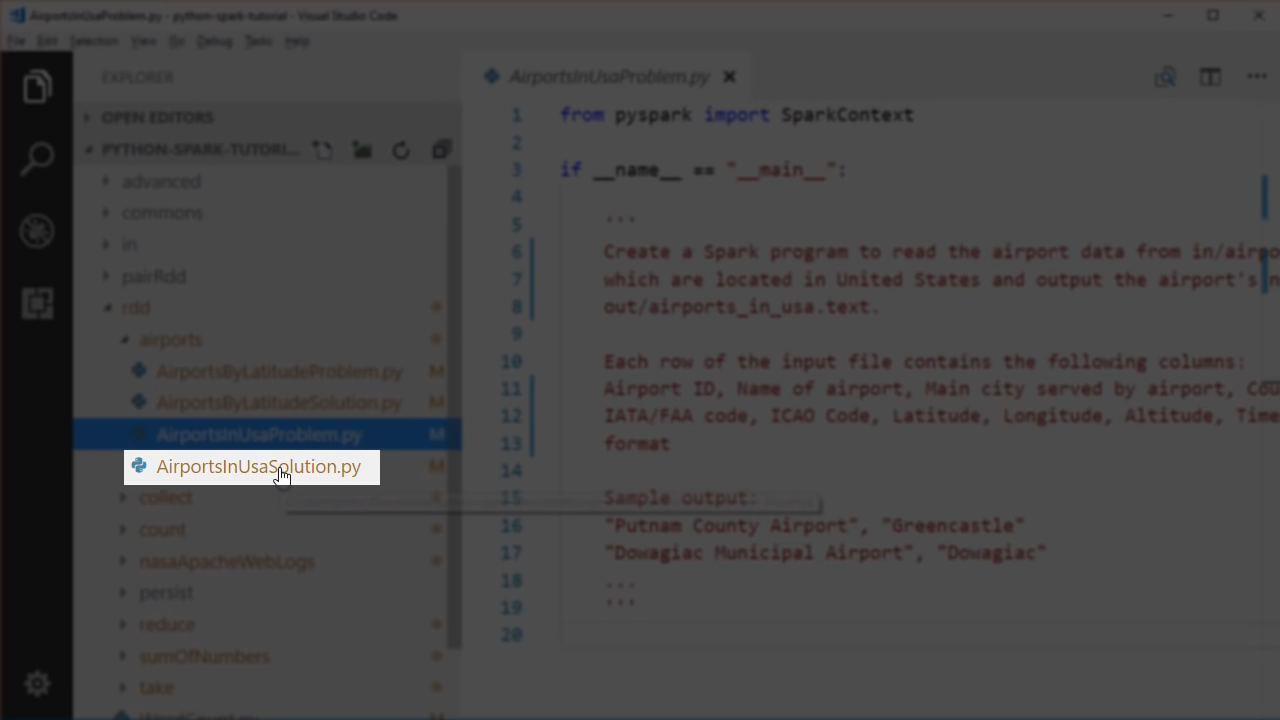 AirportsInUsaProblem.py - python-spark-tutorial - Visual Studio Code
File Edit Selection View Go Debug Tasks Help
EXPLORER
OPEN EDITORS
PYTHON-SPARK-TUTORI...
advanced
commons
in
pairRdd
rdd
airports
AirportsByLatitudeProblem.py M
AirportsByLatitudeSolution.py M
AirportsInUsaProblem.py M
AirportsInUsaSolution.py M
collect
count
nasaApacheWebLogs
persist
reduce
sumOfNumbers
take
WordCount.py M
AirportsInUsaProblem.py
1 from pyspark import SparkContext
2
3 if __name__ == "__main__":
4
5 '''
6 Create a Spark program to read the airport data from in/airpo
7 which are located in United States and output the airport's n
8 out/airports_in_usa.text.
9
10 Each row of the input file contains the following columns:
11 Airport ID, Name of airport, Main city served by airport, Cou
12 IATA/FAA code, ICAO Code, Latitude, Longitude, Altitude, Time
13 format
14
15 Sample output:
16 "Putnam County Airport", "Greencastle"
17 "Dowagiac Municipal Airport", "Dowagiac"
18 ...
19 '''
20